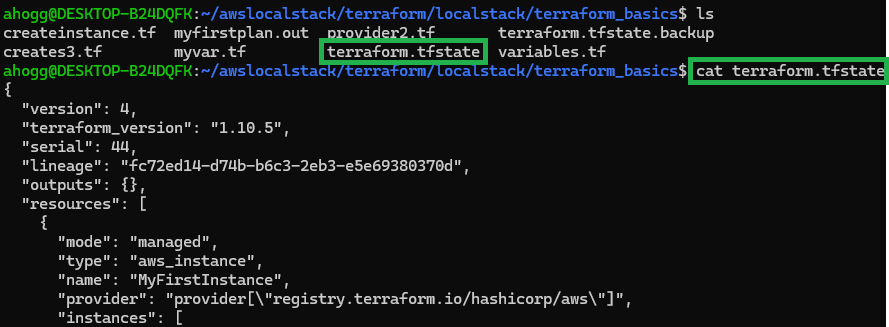 ahogg@DESKTOP-B24DQFK:~/awslocalstack/terraform/localstack/terraform_basics$ ls
createinstance.tf  myfirstplan.out  provider2.tf       terraform.tfstate.backup
creates3.tf        myvar.tf         terraform.tfstate  variables.tf
ahogg@DESKTOP-B24DQFK:~/awslocalstack/terraform/localstack/terraform_basics$ cat terraform.tfstate
{
  "version": 4,
  "terraform_version": "1.10.5",
  "serial": 44,
  "lineage": "fc72ed14-d74b-b6c3-2eb3-e5e69380370d",
  "outputs": {},
  "resources": [
    {
      "mode": "managed",
      "type": "aws_instance",
      "name": "MyFirstInstance",
      "provider": "provider[\"registry.terraform.io/hashicorp/aws\"]",
      "instances": [